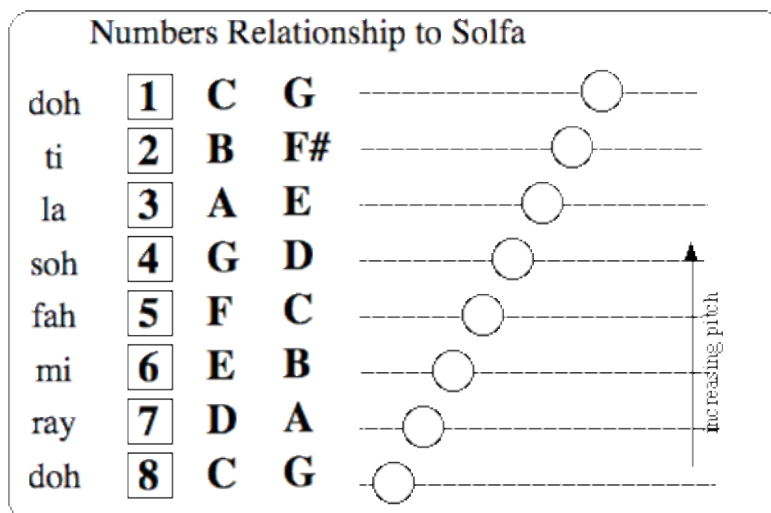 Numbers Relationship to Solfa
doh 1 C G
ti 2 B F#
la 3 A E
soh 4 G D
fah 5 F C
mi 6 E B
ray 7 D A
doh 8 C G
increasing pitch